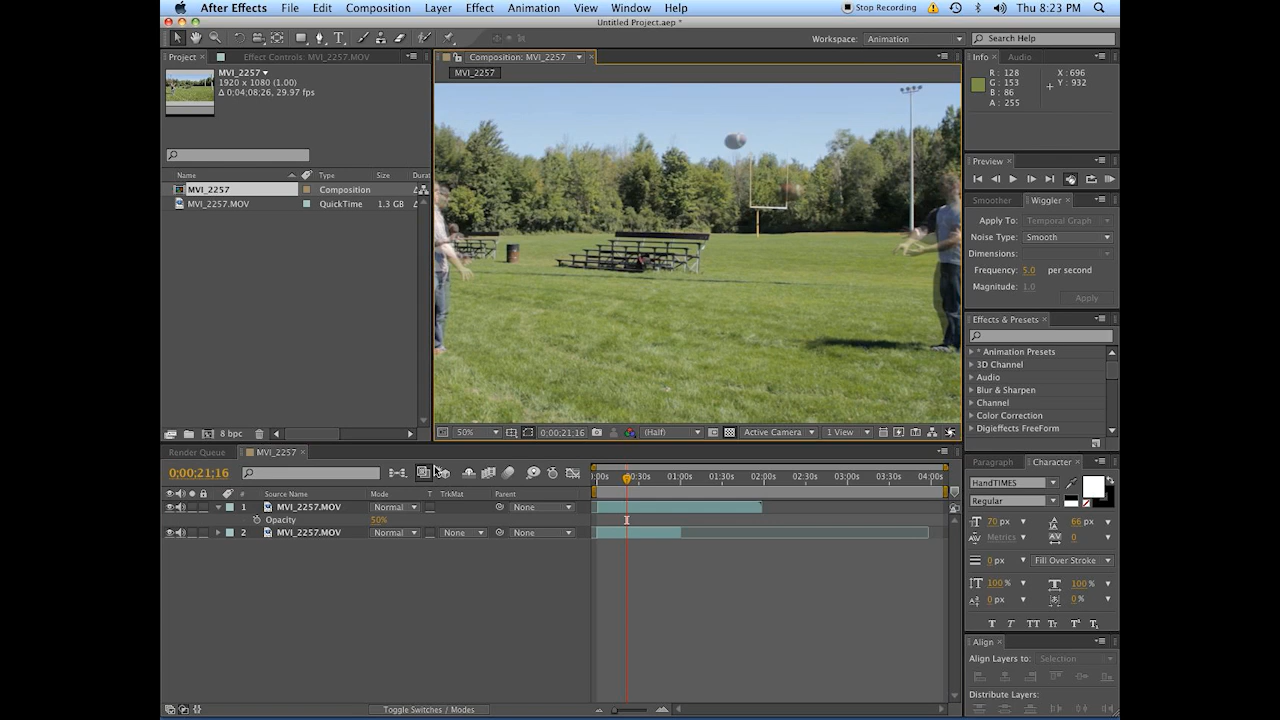 After Effects File Edit Composition Layer Effect Animation View Window Help Stop Recording Thu 8:23 PM
Untitled Project.aep *
Workspace: Animation Search Help
Project × Effect Controls: MVI_2257.MOV Composition: MVI_2257 × Info × Audio
MVI_2257▼
1920 x 1080 (1.00)
Δ 0;04;08;26, 29.97 fps
MVI_2257
R : 128 X : 696
G : 153 Y : 932
B : 86
A : 255
Preview ×
Name Type Size Durat
MVI_2257 Composition
MVI_2257.MOV QuickTime 1.3 GB
Smoother Wiggler ×
Apply To: Temporal Graph
Noise Type: Smooth
Dimensions:
Frequency: 5.0 per second
Magnitude: 1.0
Apply
Effects & Presets ×
* Animation Presets
3D Channel
Audio
Blur & Sharpen
Channel
Color Correction
Digieffects FreeForm
8 bpc 50% 0;00;21;16 (Half) Active Camera 1 View
Render Queue MVI_2257 ×
0;00;21;16
0:00s 00:30s 01:00s 01:30s 02:00s 02:30s 03:00s 03:30s 04:00s
# Source Name Mode T TrkMat Parent
1 MVI_2257.MOV Normal None
Opacity 50%
2 MVI_2257.MOV Normal None None
Toggle Switches / Modes
Paragraph Character ×
HandTIMES
Regular
70 px 66 px
Metrics 0
0 px Fill Over Stroke
100% 100%
0 px 0%
T T TT Tr T¹ T₁
Align ×
Align Layers to: Selection
Distribute Layers: